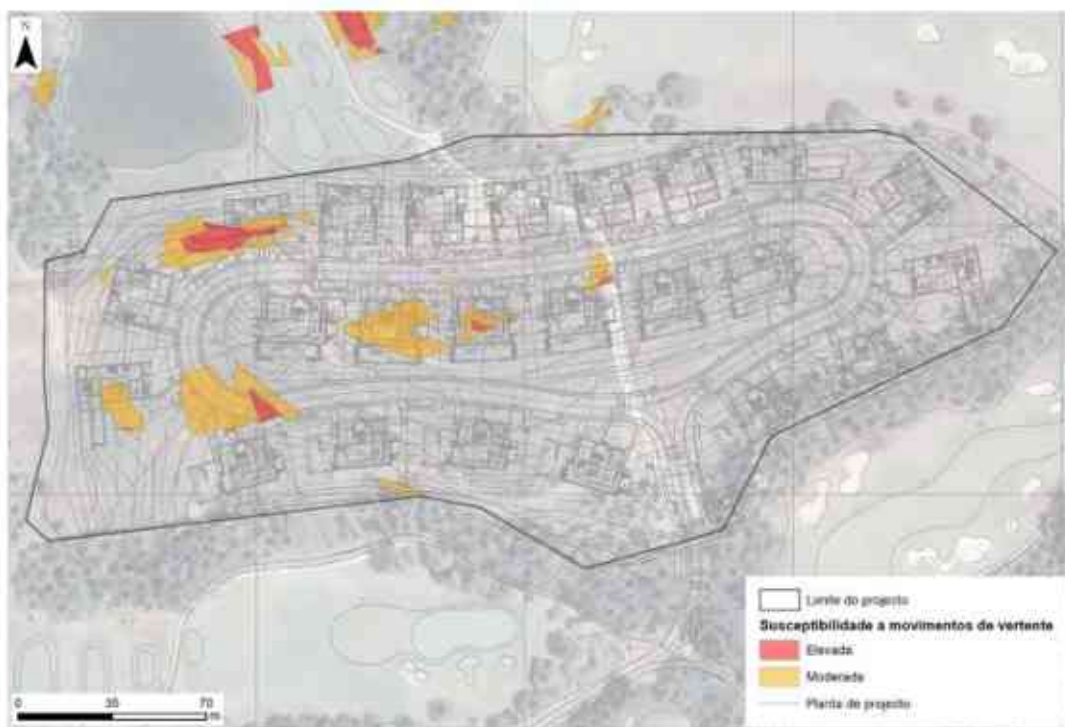 N
Limite do projecto
Susceptibilidade a movimentos de vertente
Elevada
Moderada
Planta de projecto
0 35 70
m